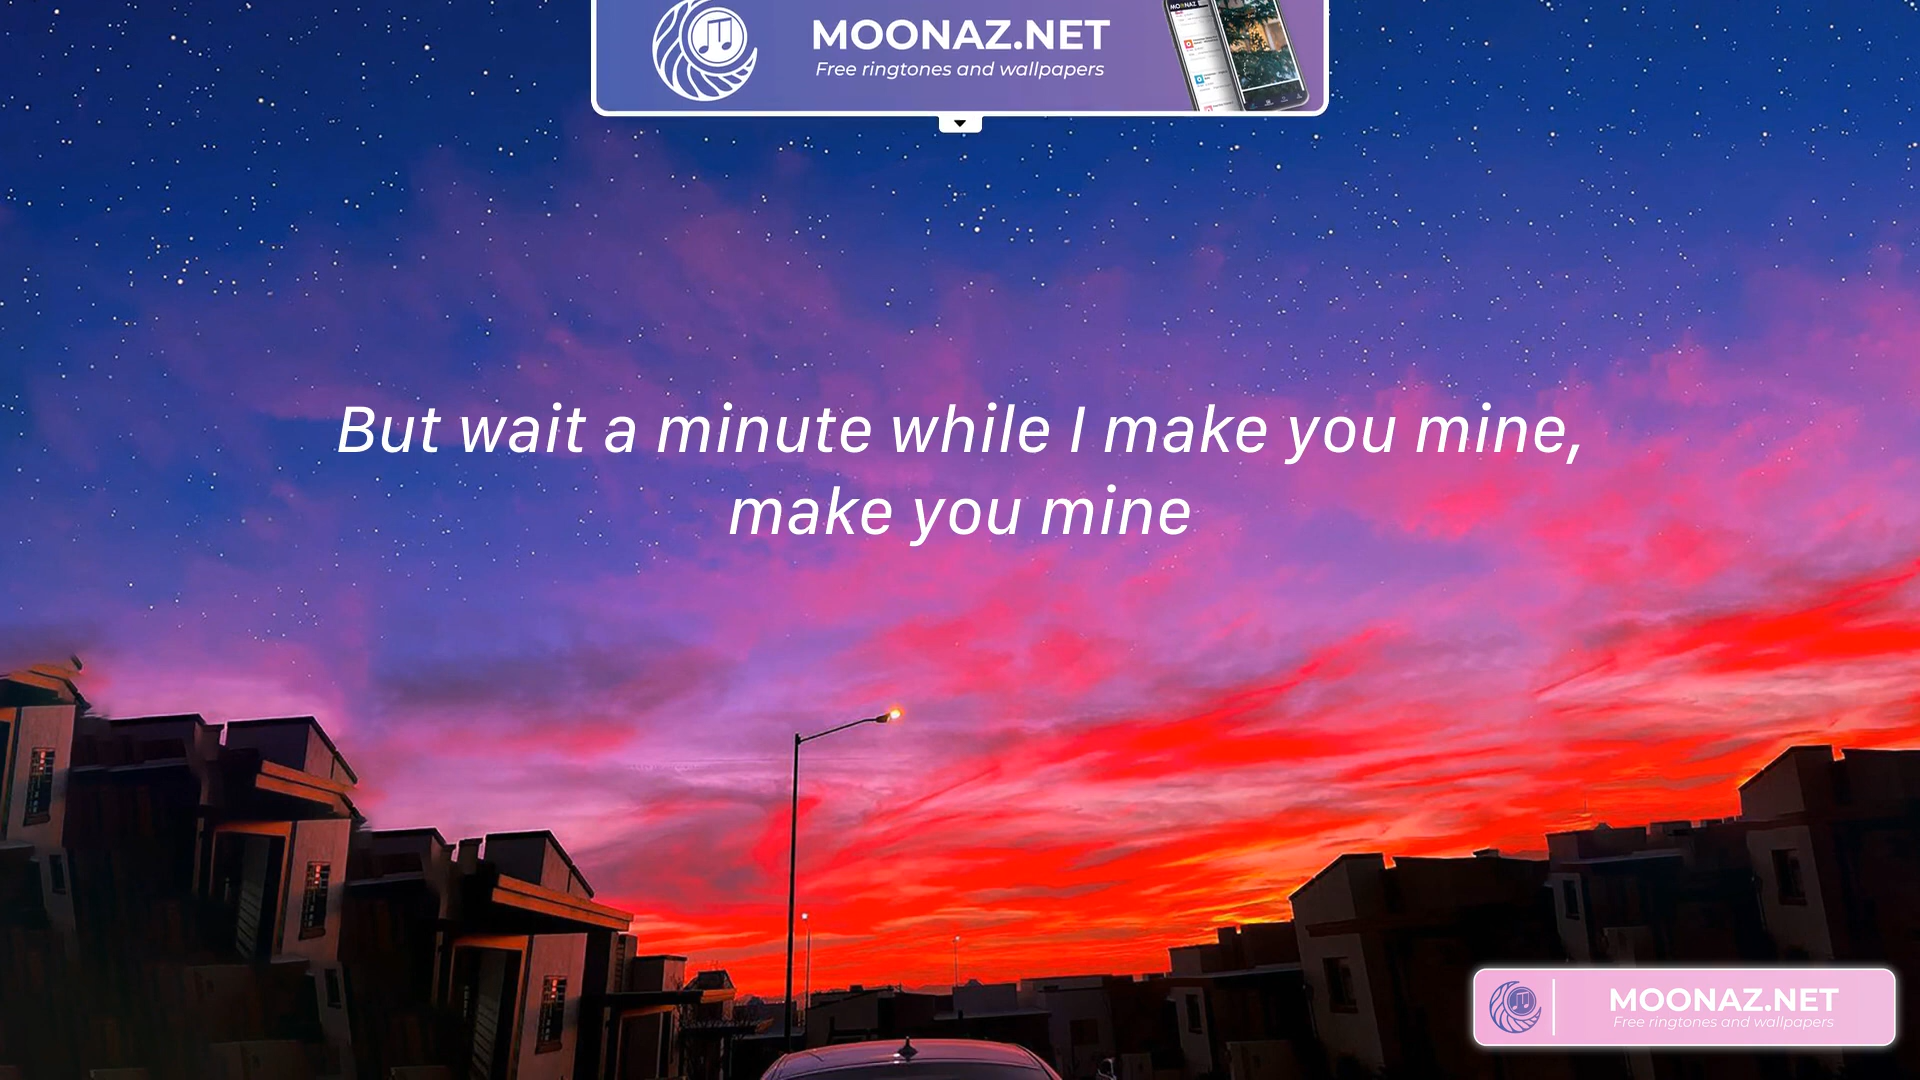 MOONAZ.NET
Free ringtones and wallpapers
But wait a minute while I make you mine,
make you mine
MOONAZ.NET
Free ringtones and wallpapers